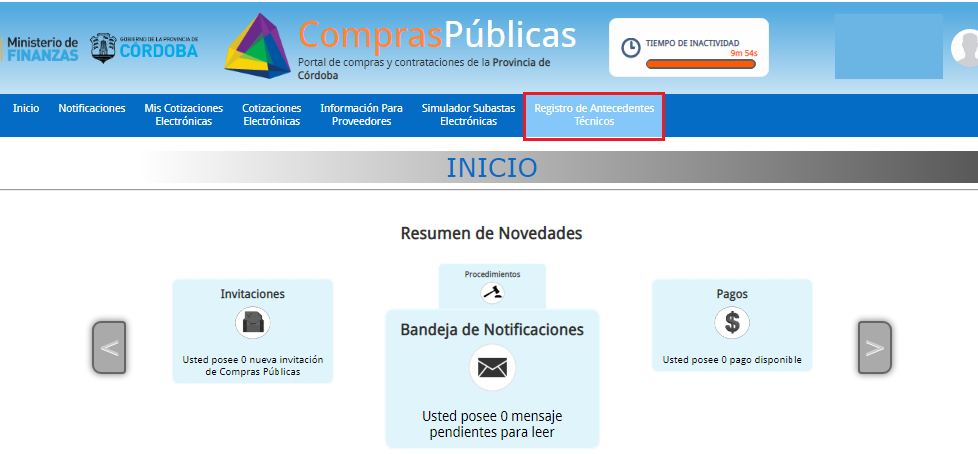 Ministerio de
FINANZAS
GOBIERNO DE LA PROVINCIA DE
CÓRDOBA
ComprasPúblicas
Portal de compras y contrataciones de la Provincia de
Córdoba
TIEMPO DE INACTIVIDAD
9m 54s
Inicio
Notificaciones
Mis Cotizaciones
Electrónicas
Cotizaciones
Electrónicas
Información Para
Proveedores
Simulador Subastas
Electrónicas
Registro de Antecedentes
Técnicos
INICIO
Resumen de Novedades
Invitaciones
Usted posee 0 nueva invitación
de Compras Públicas
Procedimientos
Bandeja de Notificaciones
Usted posee 0 mensaje
pendientes para leer
Pagos
$
Usted posee 0 pago disponible
<
>